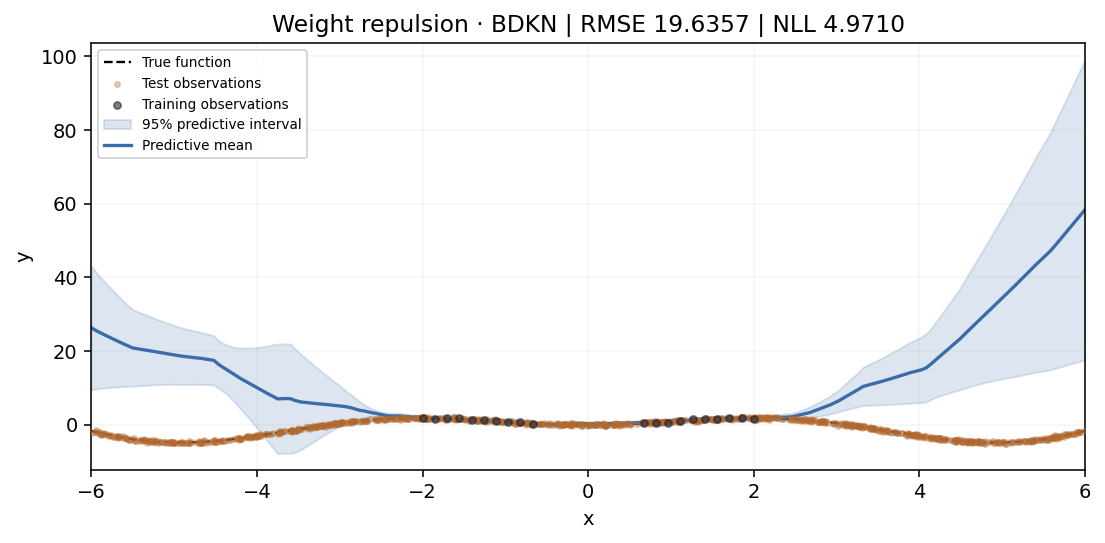 Weight repulsion · BDKN | RMSE 19.6357 | NLL 4.9710
True function
Test observations
Training observations
95% predictive interval
Predictive mean
100
80
60
40
20
0
y
−6
−4
−2
0
2
4
6
x